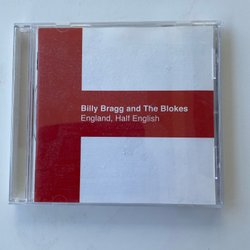 Billy Bragg and The Blokes
England, Half English